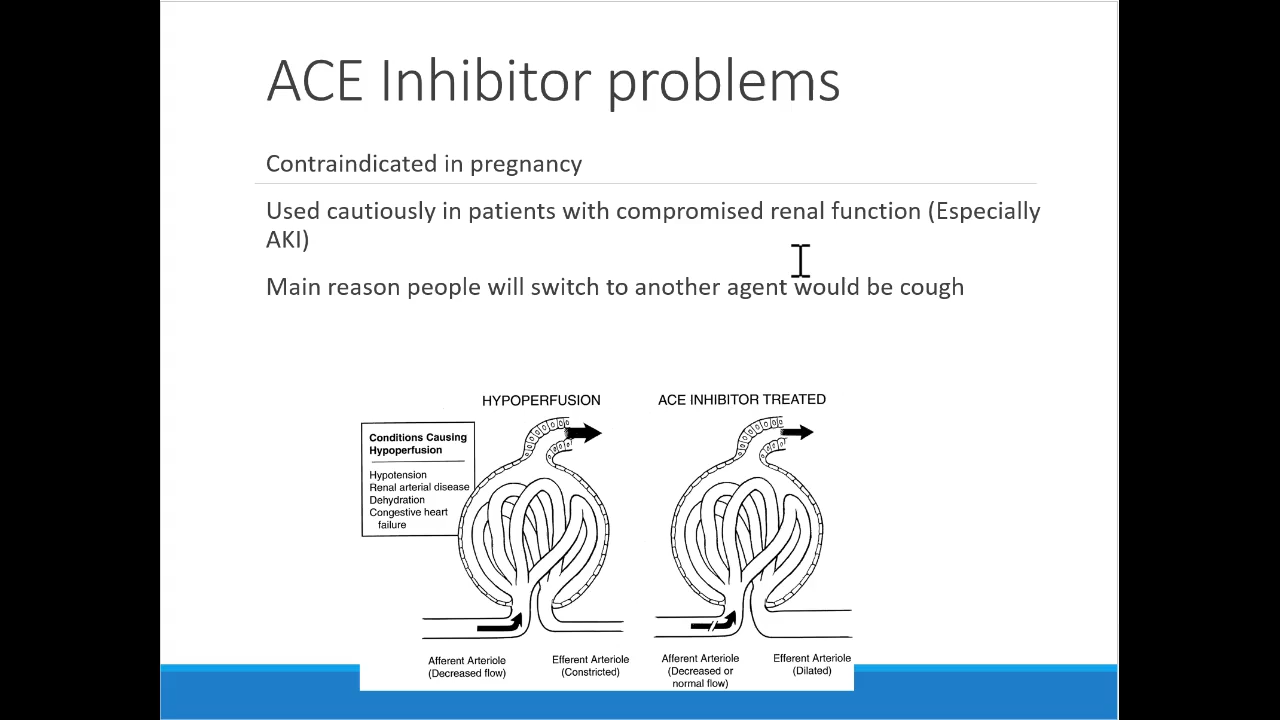 ACE Inhibitor problems
Contraindicated in pregnancy
Used cautiously in patients with compromised renal function (Especially
AKI)
Main reason people will switch to another agent would be cough
HYPOPERFUSION
ACE INHIBITOR TREATED
Conditions Causing
Hypoperfusion
Hypotension
Renal arterial disease
Dehydration
Congestive heart
failure
Afferent Arteriole
(Decreased flow)
Efferent Arteriole
(Constricted)
Afferent Arteriole
(Decreased or
normal flow)
Efferent Arteriole
(Dilated)